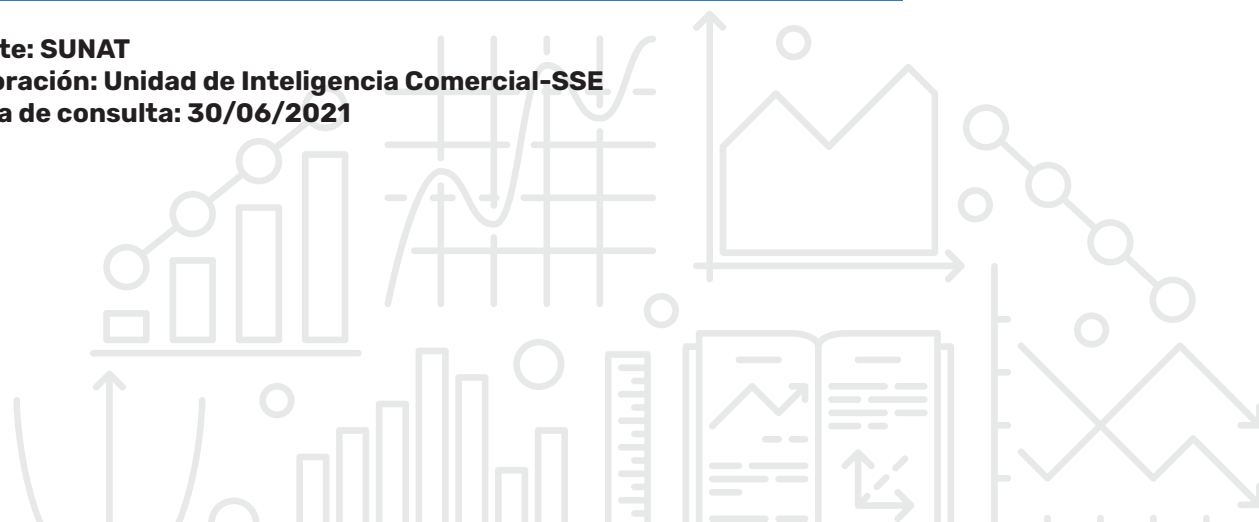 te: SUNAT
oración: Unidad de Inteligencia Comercial-SSE
a de consulta: 30/06/2021